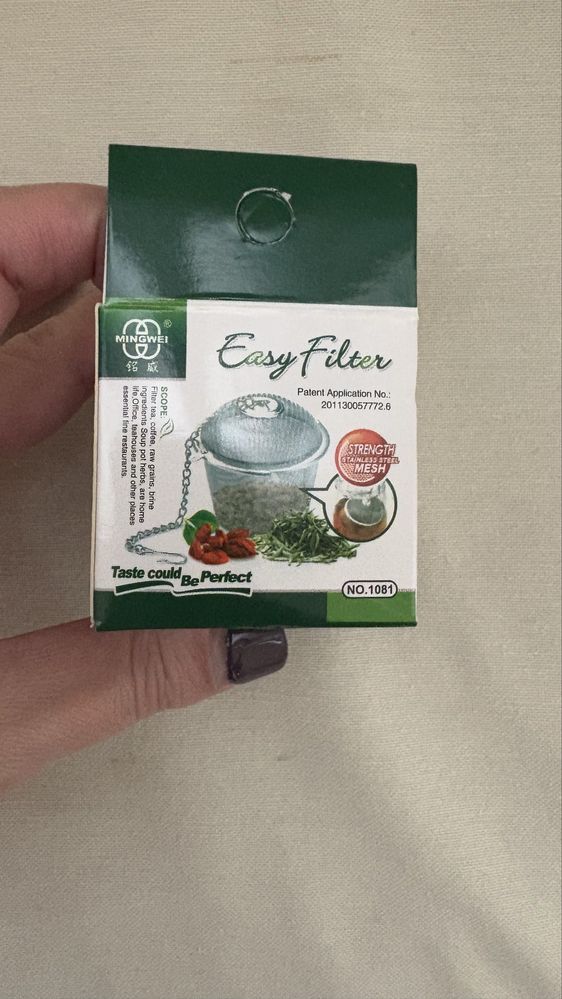 MINGWEI
®
铭威
Easy Filter
Patent Application No.:
201130057772.6
SCOPE
Filter tea, coffee, raw grains, brine
ingredients Soup pot herbs, are home
life,Office, teahouses and other places
essential fine restaurants.
STRENGTH
STAINLESS STEEL
MESH
Taste could Be Perfect
NO.1081